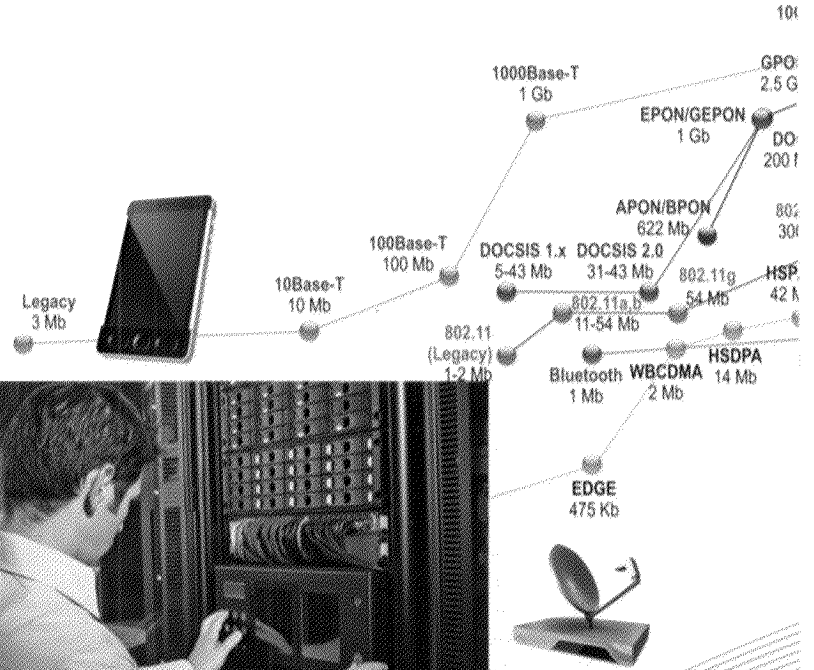 1000Base-T
1 Gb
2.5 G
EPON/GEPON
1 Gb
APON/BPON
622 Mb
100Base-T
100 Mb
DOCSIS 1.x
5-43 Mb
DOCSIS 2.0
31-43 Mb
10Base-T
10 Mb
Legacy
3 Mb
802.11g
54 Mb
802.11a,b
11-54 Mb
802.11
(Legacy)
1-2 Mb
Bluetooth
1 Mb
WBCDMA
2 Mb
HSDPA
14 Mb
EDGE
475 Kb